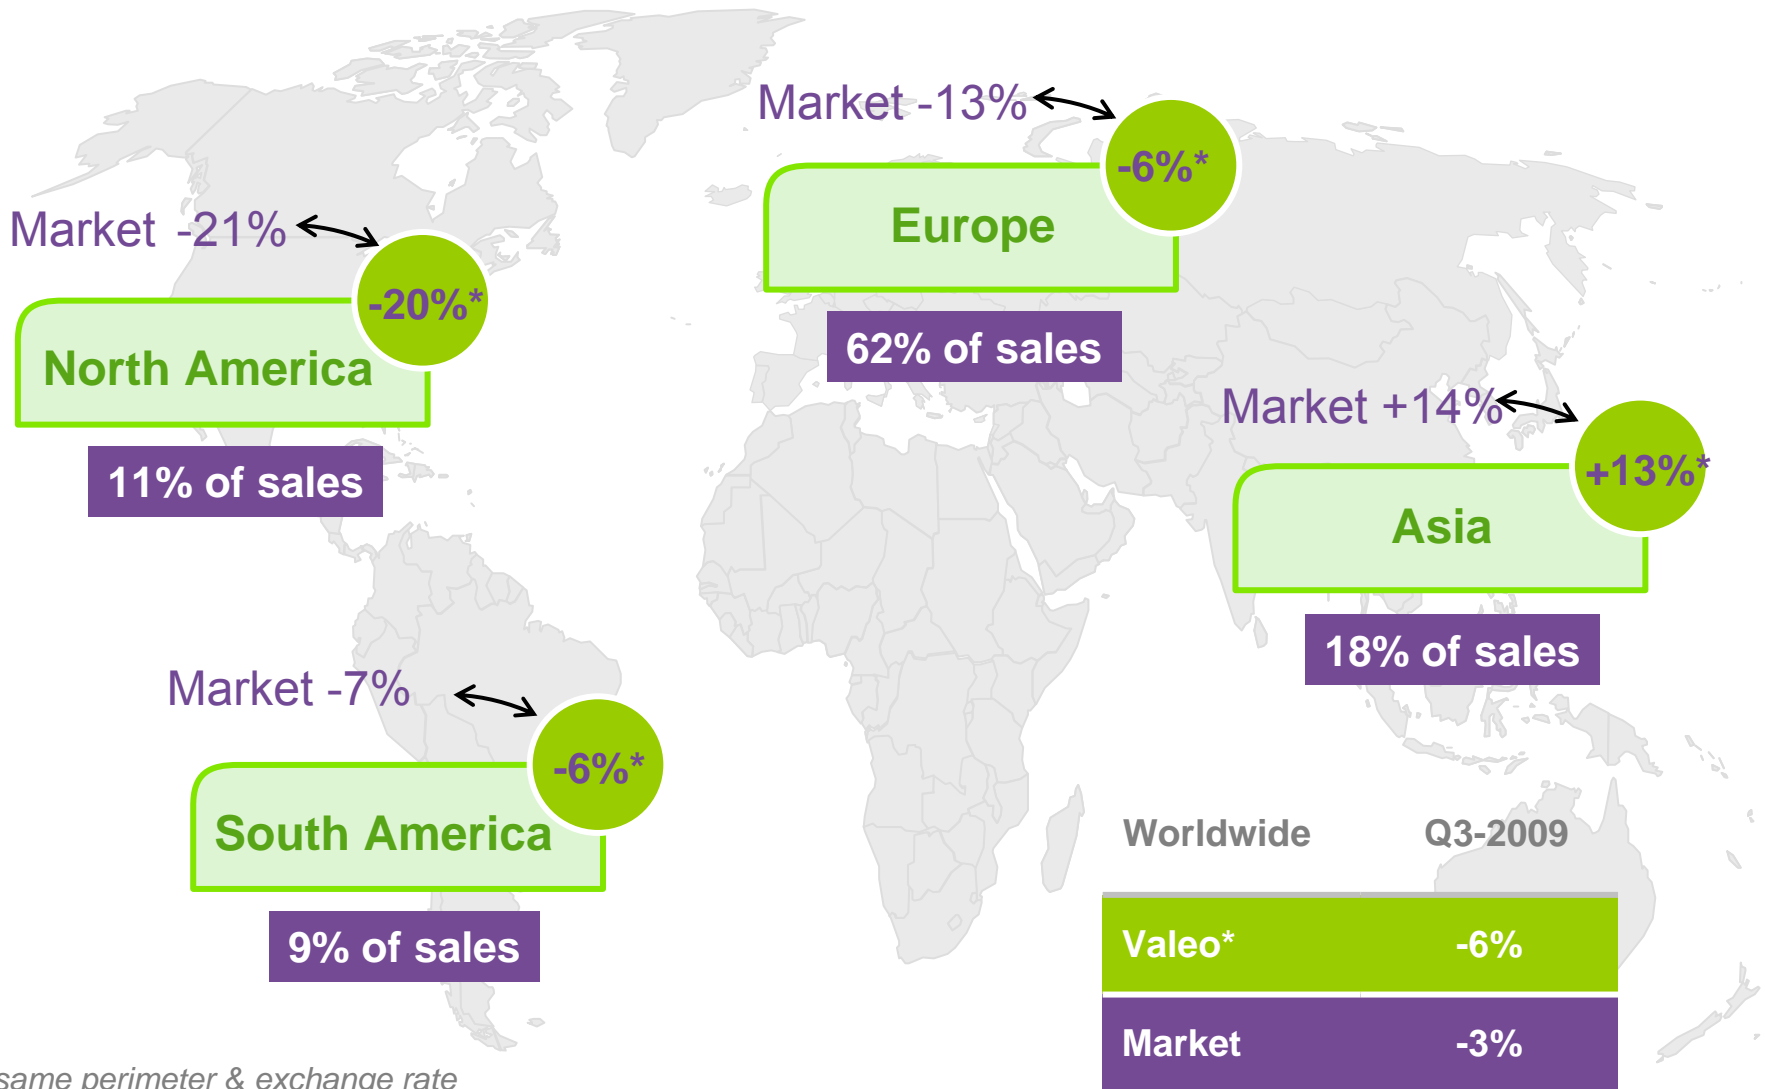 Market -13%
-6%*
Europe
62% of sales
Market -21%
-20%*
North America
11% of sales
Market +14%
+13%*
Asia
18% of sales
Market -7%
-6%*
South America
9% of sales
Worldwide Q3-2009
Valeo* -6%
Market -3%
same perimeter & exchange rate